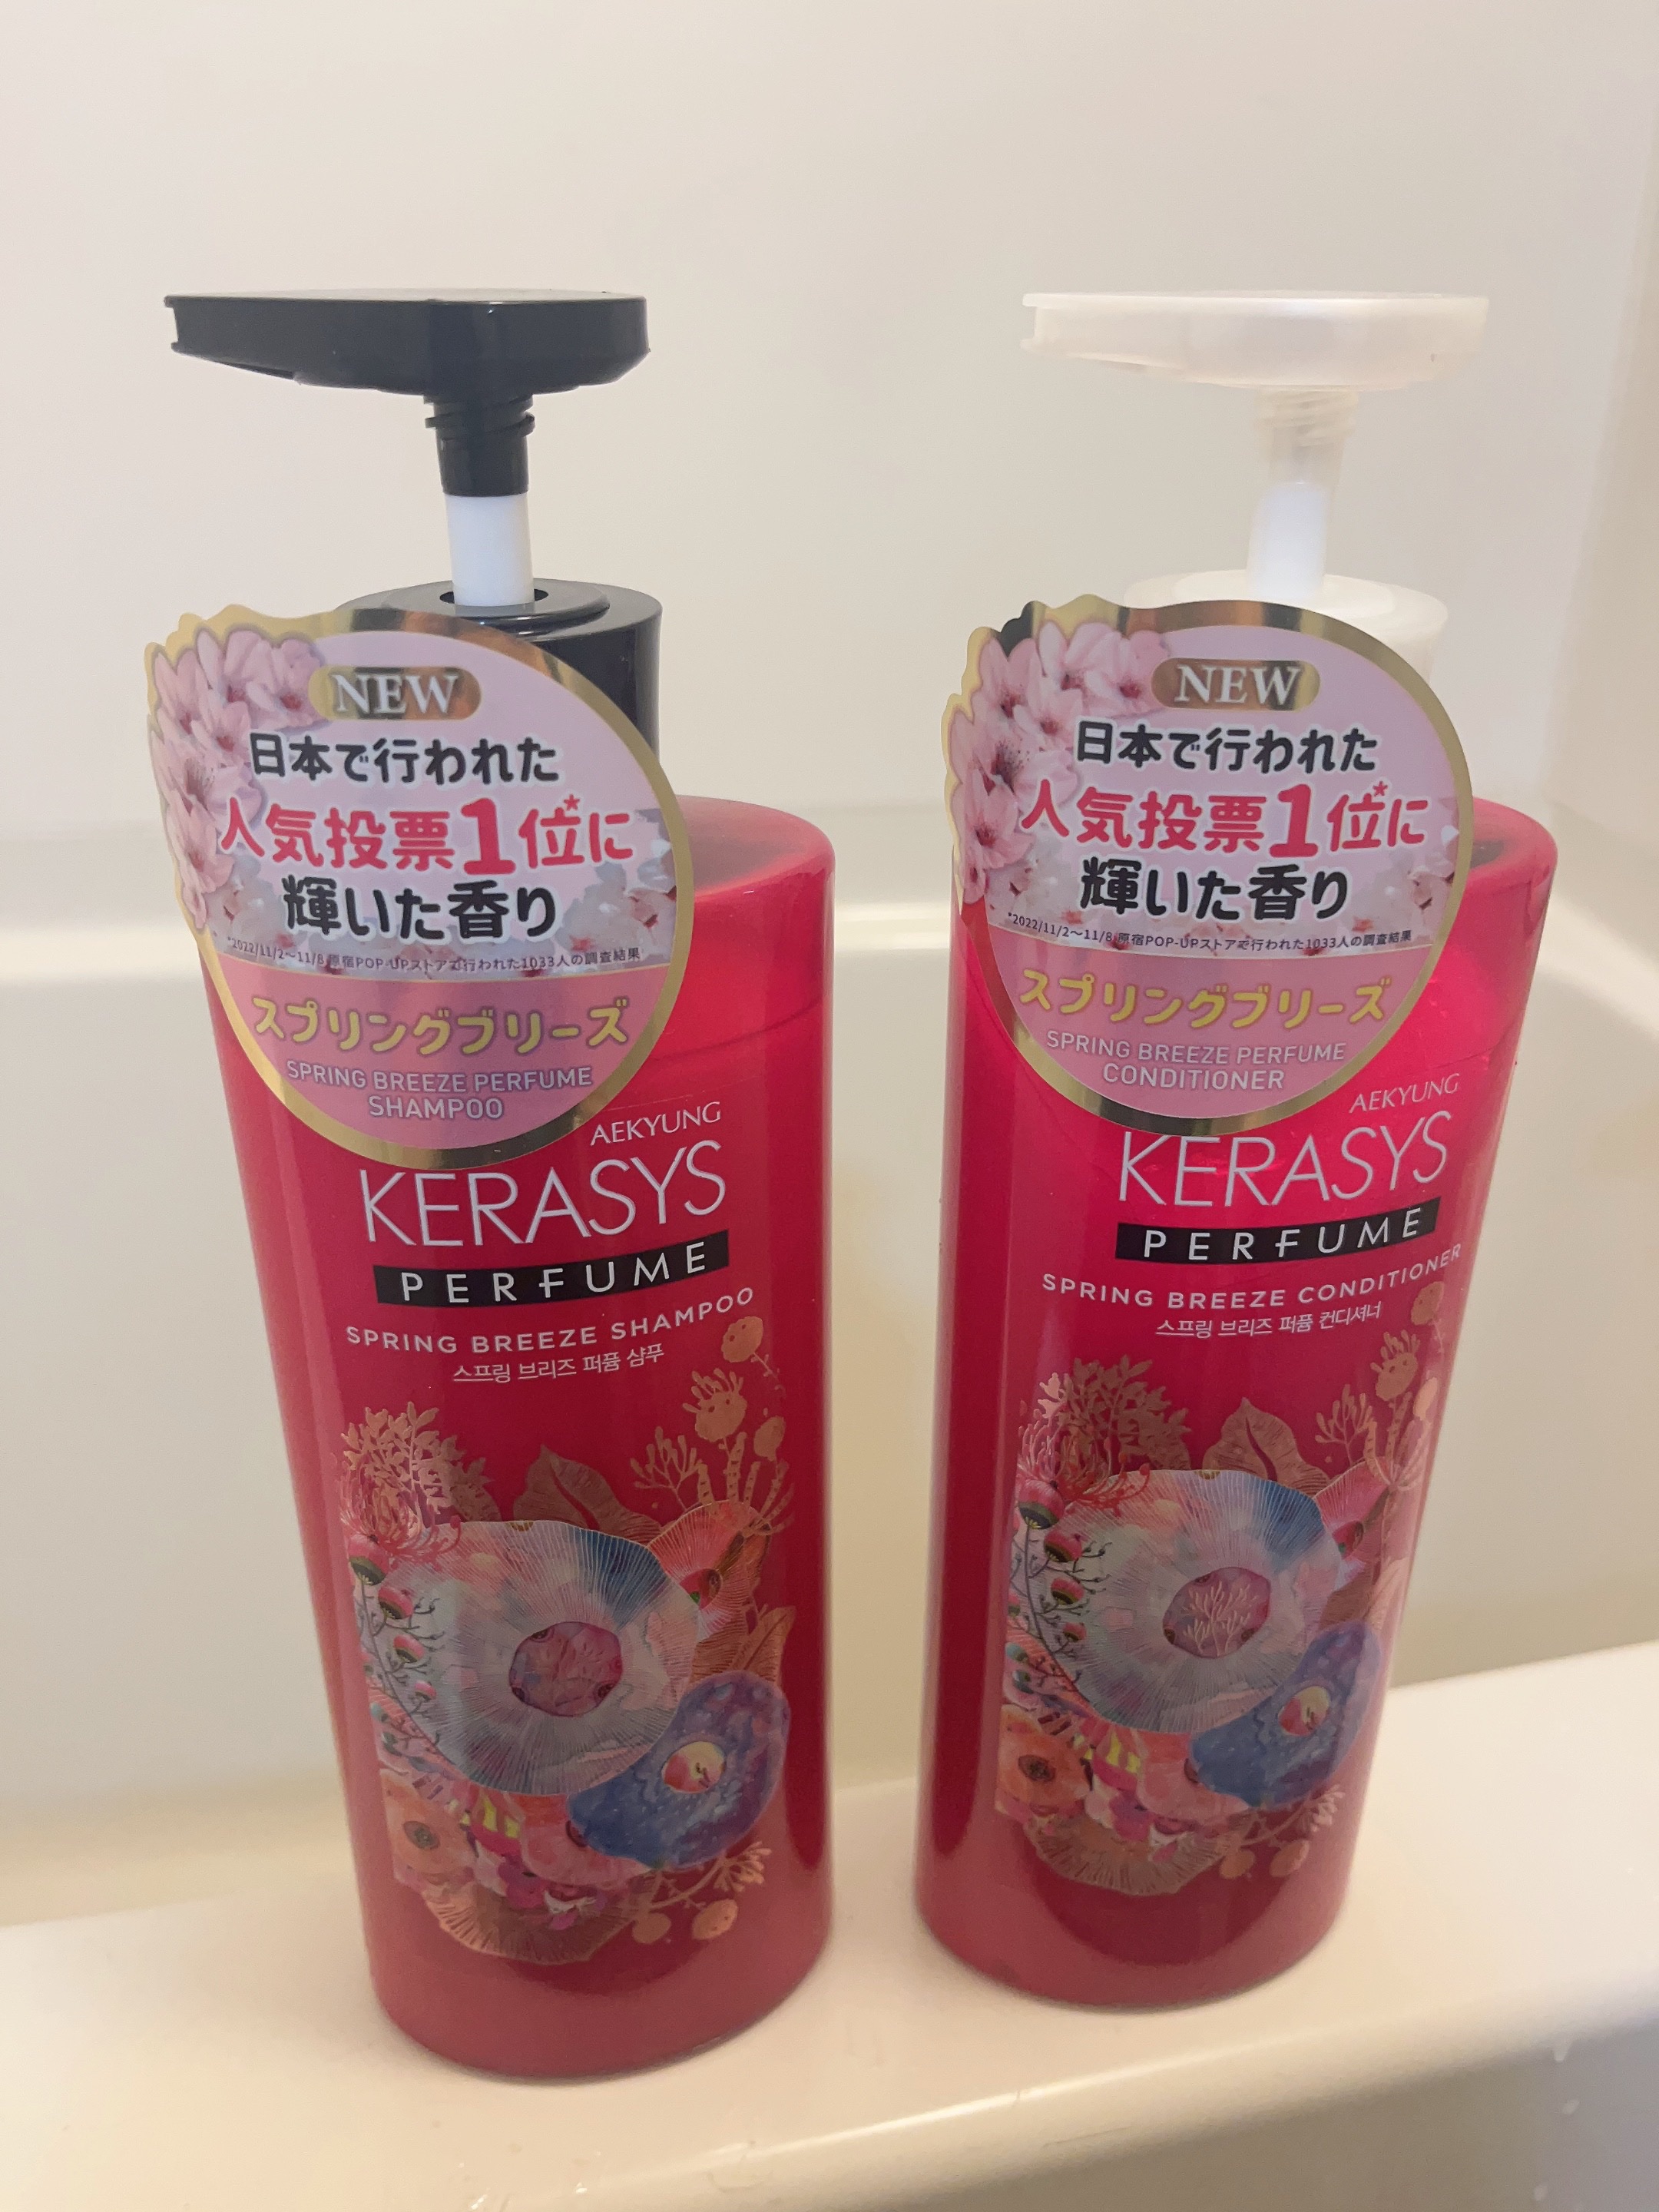 NEW
日本で行われた
人気投票1位に*
輝いた香り
*2022/11/2〜11/8 原宿POP-UPストアで行われた1033人の調査結果
スプリングブリーズ
SPRING BREEZE PERFUME
SHAMPOO
AEKYUNG
KERASYS
PERFUME
SPRING BREEZE SHAMPOO
스프링 브리즈 퍼퓸 샴푸
NEW
日本で行われた
人気投票1位に*
輝いた香り
*2022/11/2〜11/8 原宿POP-UPストアで行われた1033人の調査結果
スプリングブリーズ
SPRING BREEZE PERFUME
CONDITIONER
AEKYUNG
KERASYS
PERFUME
SPRING BREEZE CONDITIONER
스프링 브리즈 퍼퓸 컨디셔너